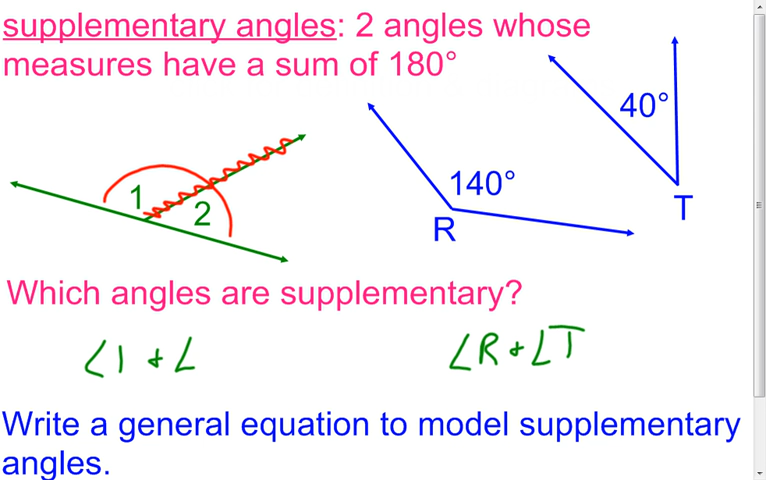 supplementary angles: 2 angles whose
measures have a sum of 180°
40°
1
2
140°
R
T
Which angles are supplementary?
∠1 + ∠
∠R + ∠T
Write a general equation to model supplementary
angles.